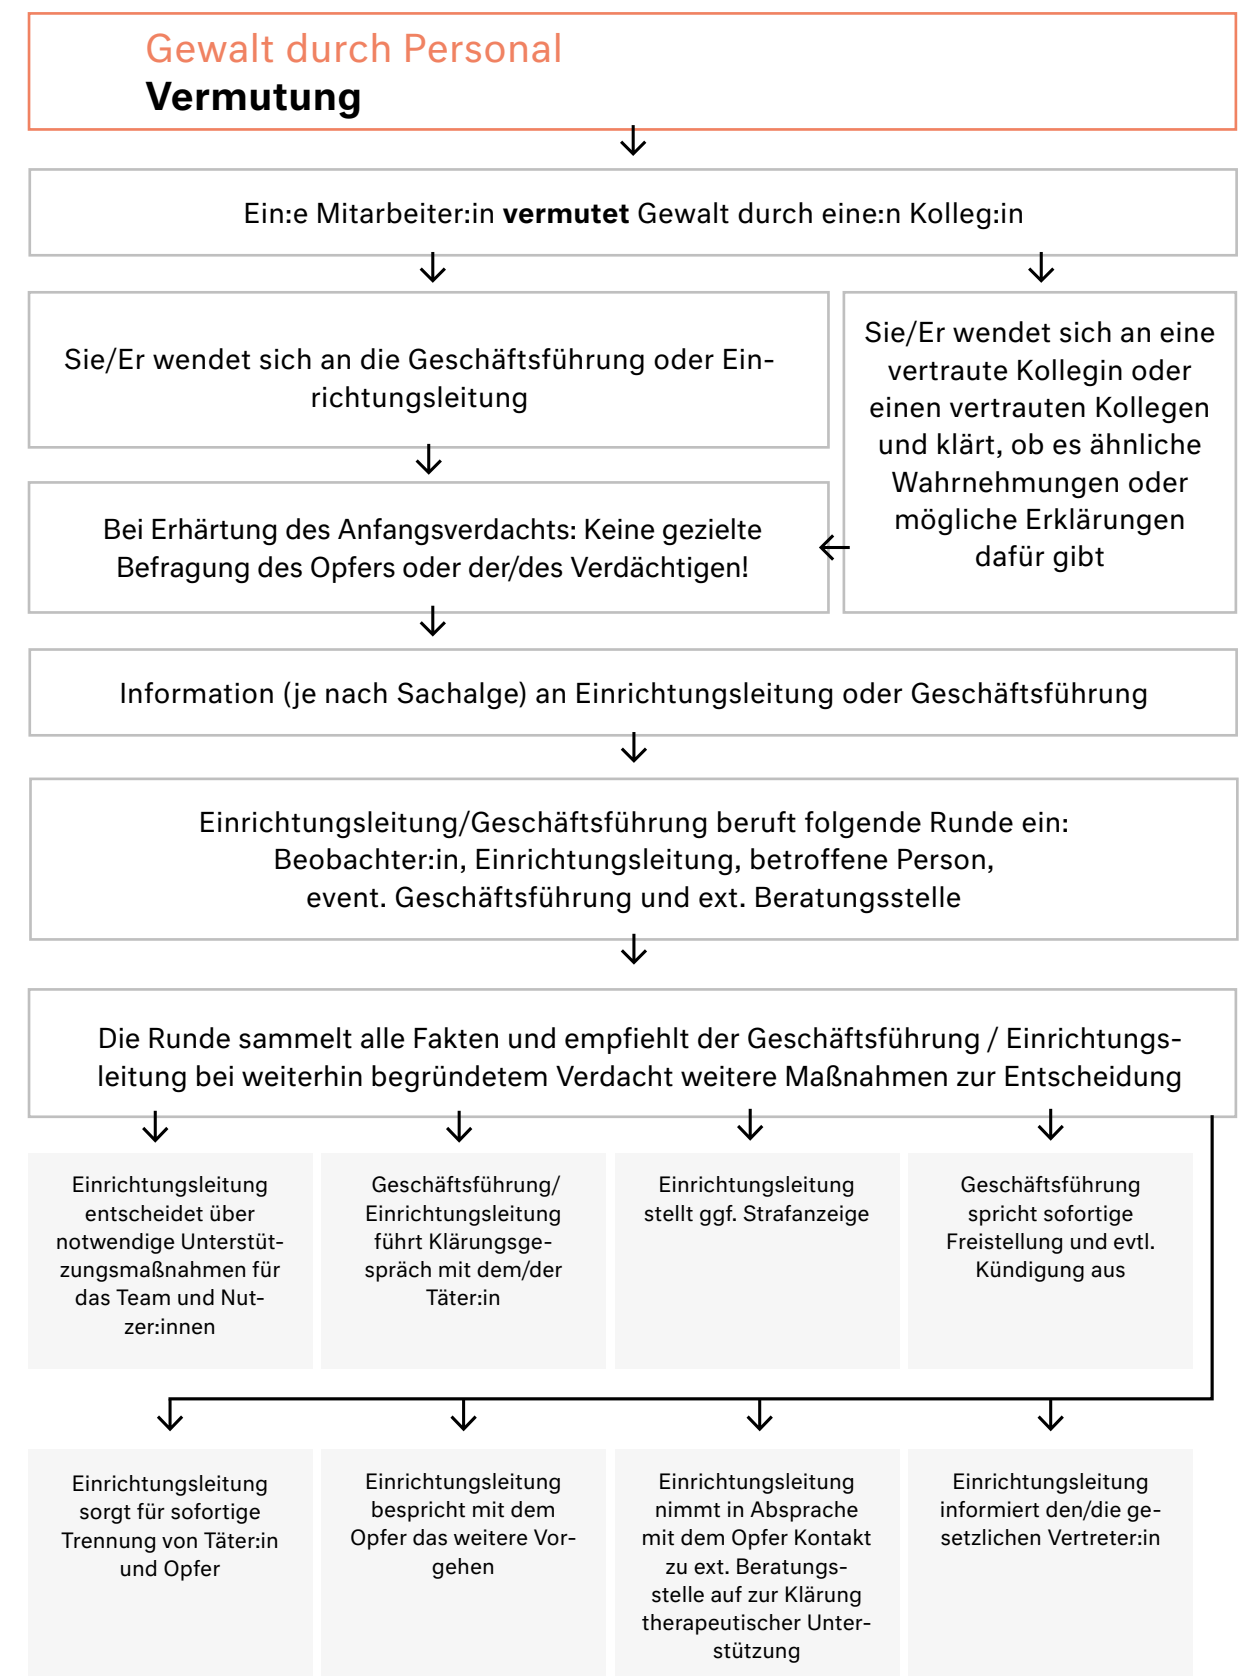 Gewalt durch Personal
Vermutung
Ein:e Mitarbeiter:in vermutet Gewalt durch eine:n Kolleg:in
Sie/Er wendet sich an die Geschäftsführung oder Ein-
richtungsleitung
Sie/Er wendet sich an eine
vertraute Kollegin oder
einen vertrauten Kollegen
und klärt, ob es ähnliche
Wahrnehmungen oder
mögliche Erklärungen
dafür gibt
Bei Erhärtung des Anfangsverdachts: Keine gezielte
Befragung des Opfers oder der/des Verdächtigen!
Information (je nach Sachalge) an Einrichtungsleitung oder Geschäftsführung
Einrichtungsleitung/Geschäftsführung beruft folgende Runde ein:
Beobachter:in, Einrichtungsleitung, betroffene Person,
event. Geschäftsführung und ext. Beratungsstelle
Die Runde sammelt alle Fakten und empfiehlt der Geschäftsführung / Einrichtungs-
leitung bei weiterhin begründetem Verdacht weitere Maßnahmen zur Entscheidung
Einrichtungsleitung
entscheidet über
notwendige Unterstüt-
zungsmaßnahmen für
das Team und Nut-
zer:innen
Geschäftsführung/
Einrichtungsleitung
führt Klärungsge-
spräch mit dem/der
Täter:in
Einrichtungsleitung
stellt ggf. Strafanzeige
Geschäftsführung
spricht sofortige
Freistellung und evtl.
Kündigung aus
Einrichtungsleitung
sorgt für sofortige
Trennung von Täter:in
und Opfer
Einrichtungsleitung
bespricht mit dem
Opfer das weitere Vor-
gehen
Einrichtungsleitung
nimmt in Absprache
mit dem Opfer Kontakt
zu ext. Beratungs-
stelle auf zur Klärung
therapeutischer Unter-
stützung
Einrichtungsleitung
informiert den/die ge-
setzlichen Vertreter:in